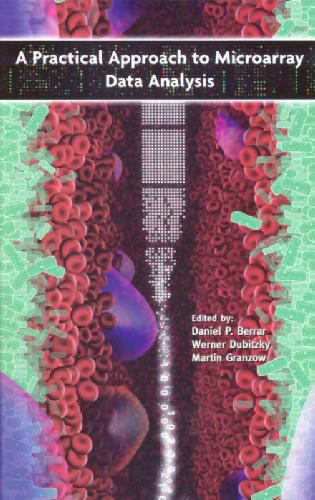 A Practical Approach to Microarray
Data Analysis
Edited by:
Daniel P. Berrar
Werner Dubitzky
Martin Granzow